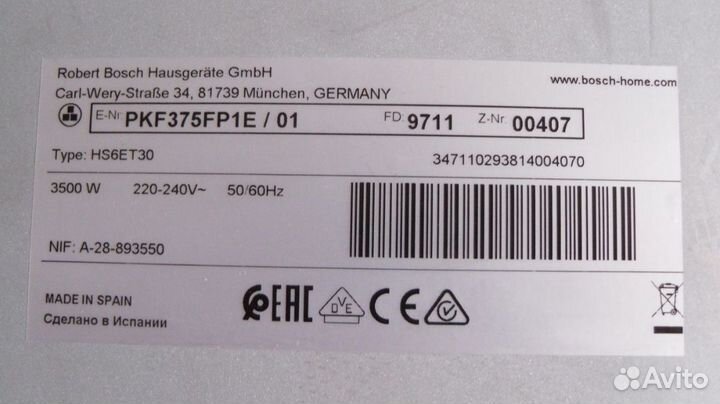 Robert Bosch Hausgeräte GmbH
www.bosch-home.com
Carl-Wery-Straße 34, 81739 München, GERMANY
E-Nr. PKF375FP1E / 01 FD: 9711 Z-Nr. 00407
Type: HS6ET30 347110293814004070
3500 W 220-240V~ 50/60Hz
NIF: A-28-893550
MADE IN SPAIN
Сделано в Испании
EAC DVE CE
Avito